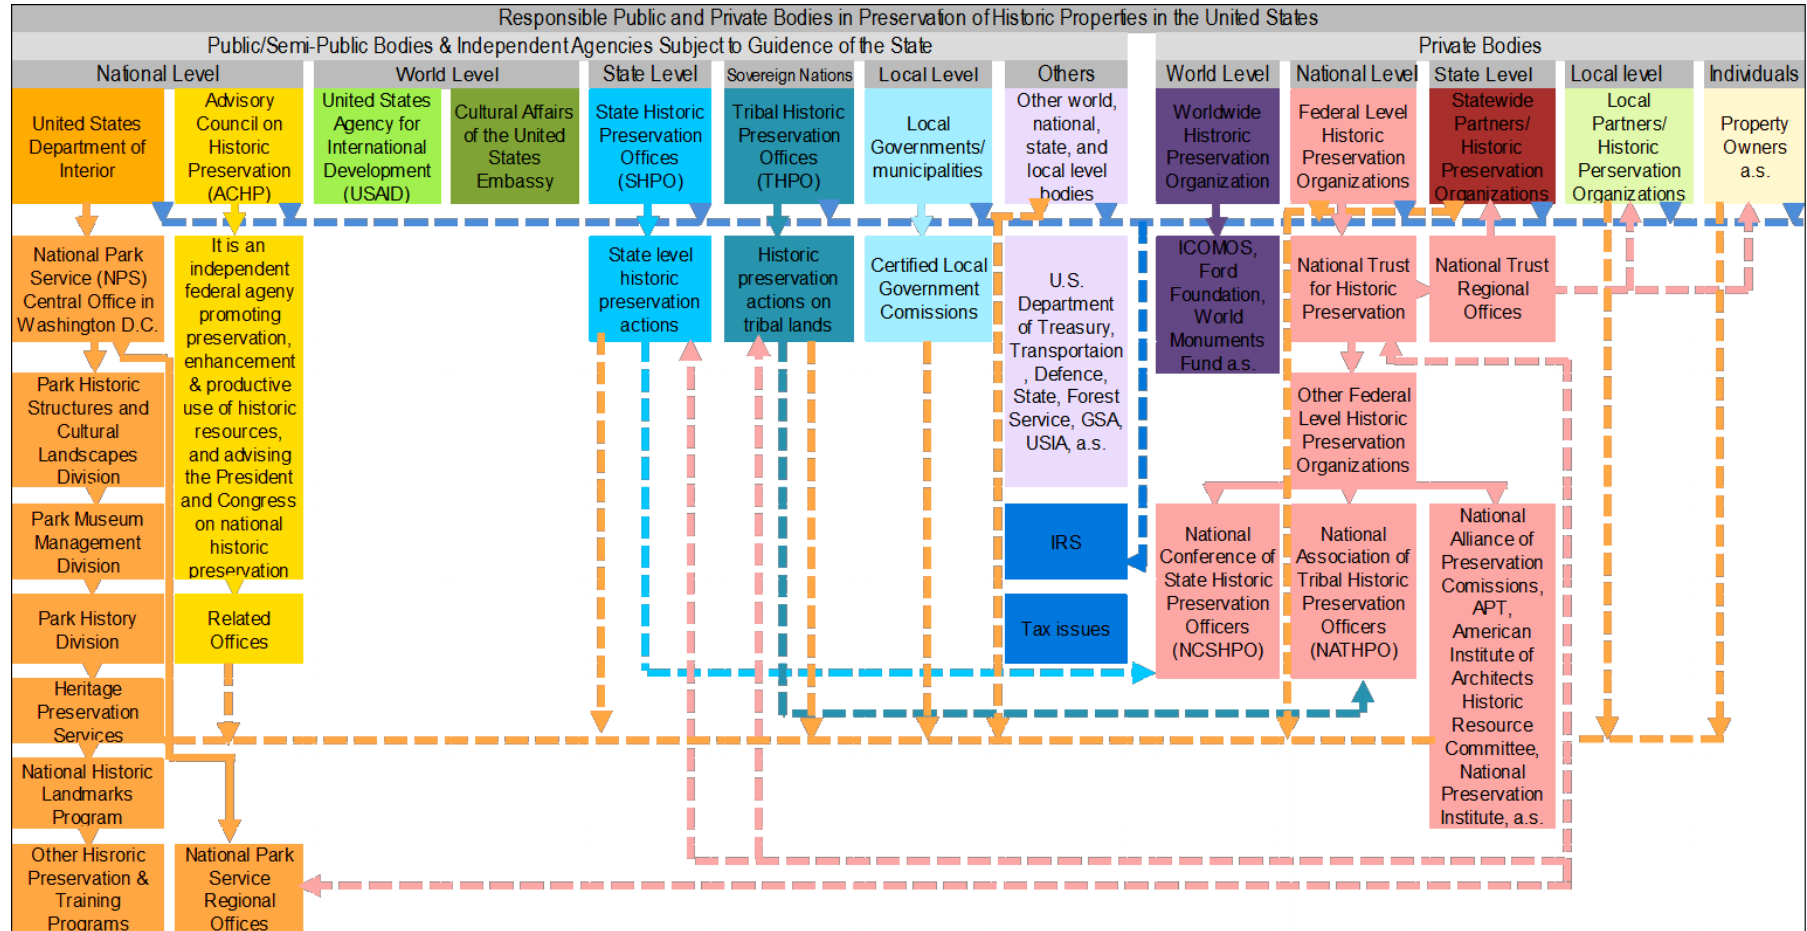 Responsible Public and Private Bodies in Preservation of Historic Properties in the United States
Public/Semi-Public Bodies & Independent Agencies Subject to Guidence of the State
Private Bodies
National Level
World Level
State Level
Sovereign Nations
Local Level
Others
World Level
National Level
State Level
Local level
Individuals
United States
Department of
Interior
Advisory
Council on
Historic
Preservation
(ACHP)
United States
Agency for
International
Development
(USAID)
Cultural Affairs
of the United
States
Embassy
State Historic
Preservation
Offices
(SHPO)
Tribal Historic
Preservation
Offices
(THPO)
Local
Governments/
municipalities
Other world,
national,
state, and
local level
bodies
Worldwide
Histroric
Preservation
Organization
Federal Level
Historic
Preservation
Organizations
Statewide
Partners/
Historic
Preservation
Organizations
Local
Partners/
Historic
Perservation
Organizations
Property
Owners
a.s.
National Park
Service (NPS)
Central Office in
Washington D.C.
It is an
independent
federal ageny
promoting
preservation,
enhancement
& productive
use of historic
resources,
and advising
the President
and Congress
on national
historic
preservation
State level
historic
preservation
actions
Historic
preservation
actions on
tribal lands
Certified Local
Government
Comissions
U.S.
Department
of Treasury,
Transportaion
, Defence,
State, Forest
Service, GSA,
USIA, a.s.
ICOMOS,
Ford
Foundation,
World
Monuments
Fund a.s.
National Trust
for Historic
Preservation
National Trust
Regional
Offices
Park Historic
Structures and
Cultural
Landscapes
Division
Other Federal
Level Historic
Preservation
Organizations
Park Museum
Management
Division
IRS
National
Conference of
State Historic
Preservation
Officers
(NCSHPO)
National
Association of
Tribal Historic
Preservation
Officers
(NATHPO)
National
Alliance of
Preservation
Comissions,
APT,
American
Institute of
Architects
Historic
Resource
Committee,
National
Preservation
Institute, a.s.
Park History
Division
Related
Offices
Tax issues
Heritage
Preservation
Services
National Historic
Landmarks
Program
Other Hisroric
Preservation &
Training
Programs
National Park
Service
Regional
Offices